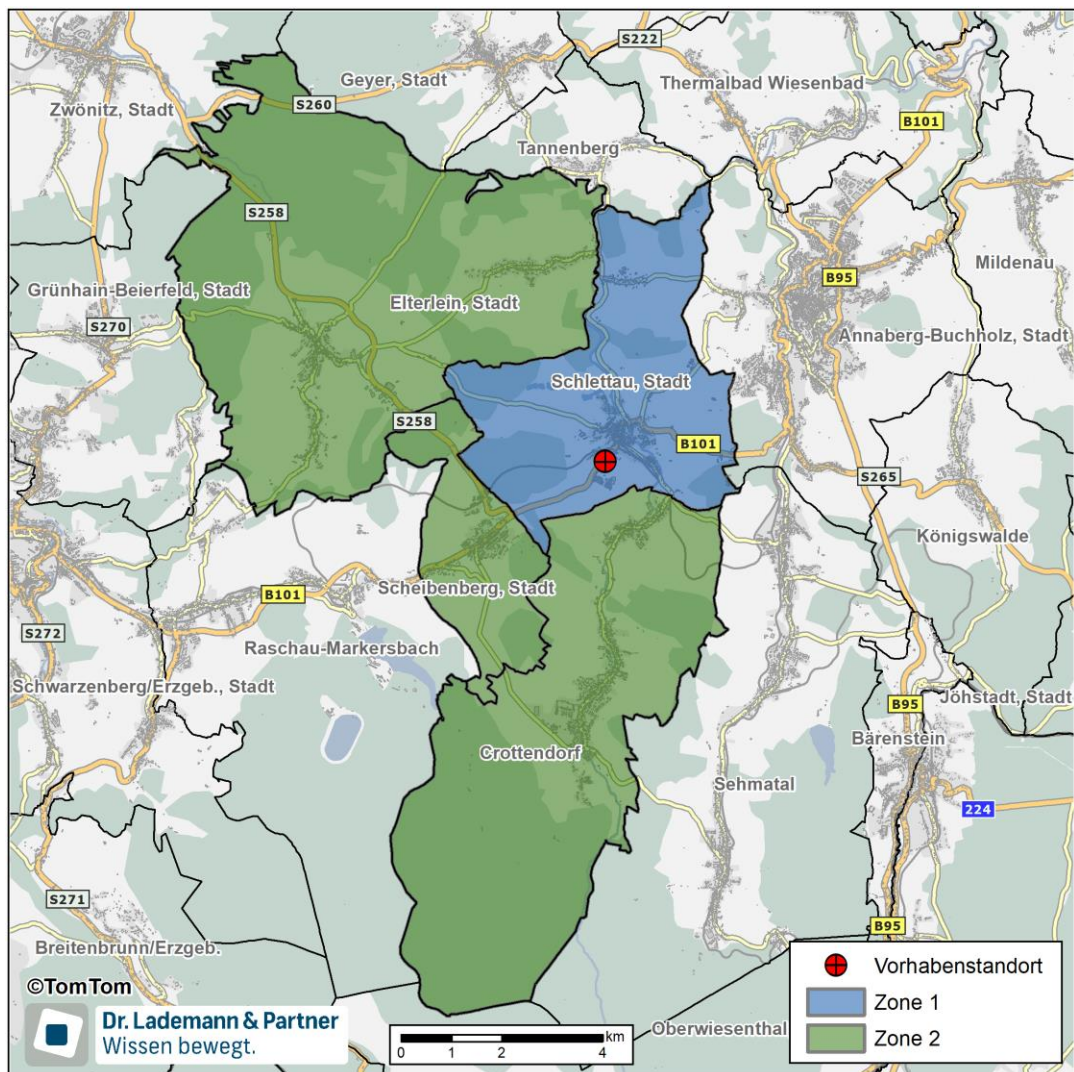 S222
Geyer, Stadt
Thermalbad Wiesenbad
Zwönitz, Stadt
S260
B101
Tannenberg
S258
Mildenau
Grünhain-Beierfeld, Stadt
B95
Elterlein, Stadt
S270
Annaberg-Buchholz, Stadt
Schlettau, Stadt
S258
B101
S265
Königswalde
Scheibenberg, Stadt
B101
S272
Raschau-Markersbach
Schwarzenberg/Erzgeb., Stadt
Jöhstadt, Stadt
B95
Bärenstein
Crottendorf
Sehmatal
224
S271
B95
Breitenbrunn/Erzgeb.
©TomTom
Dr. Lademann & Partner
Wissen bewegt.
km
0 1 2 4
Oberwiesenthal
Vorhabenstandort
Zone 1
Zone 2